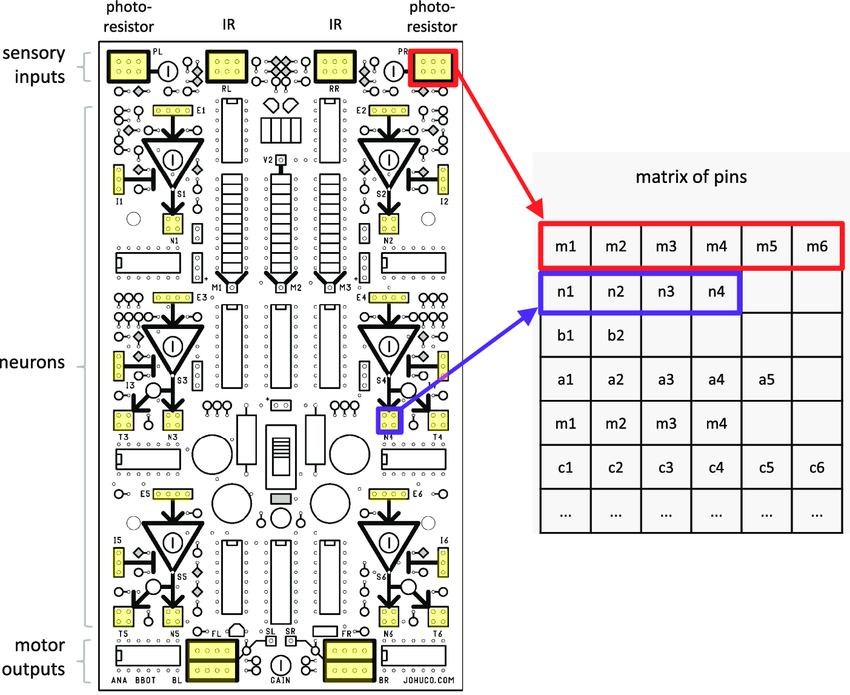 photo-
resistor
IR
IR
photo-
resistor
sensory
inputs
PL
PR
RL
RR
E1
E2
V2
I1
S1
S2
I2
N1
N2
M1
M2
M3
E3
E4
neurons
I3
S3
S4
T3
N3
N4
T4
E5
E6
I5
I6
S5
S6
T5
N5
N6
T6
motor
outputs
FL
SL
SR
FR
ANA BBOT
BL
GAIN
BR
JOHUCO.COM
matrix of pins
m1 m2 m3 m4 m5 m6
n1 n2 n3 n4
b1 b2
a1 a2 a3 a4 a5
m1 m2 m3 m4
c1 c2 c3 c4 c5 c6
... ... ... ... ... ...